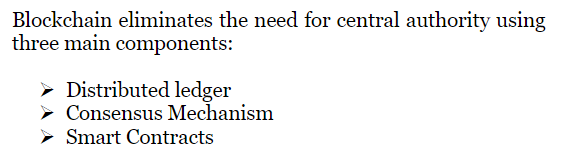 Blockchain eliminates the need for central authority using
three main components:
➢ Distributed ledger
➢ Consensus Mechanism
➢ Smart Contracts